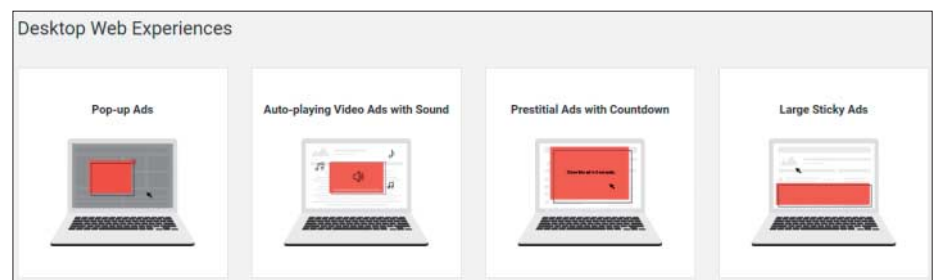 Desktop Web Experiences
Pop-up Ads
Auto-playing Video Ads with Sound
Prestitial Ads with Countdown
Large Sticky Ads